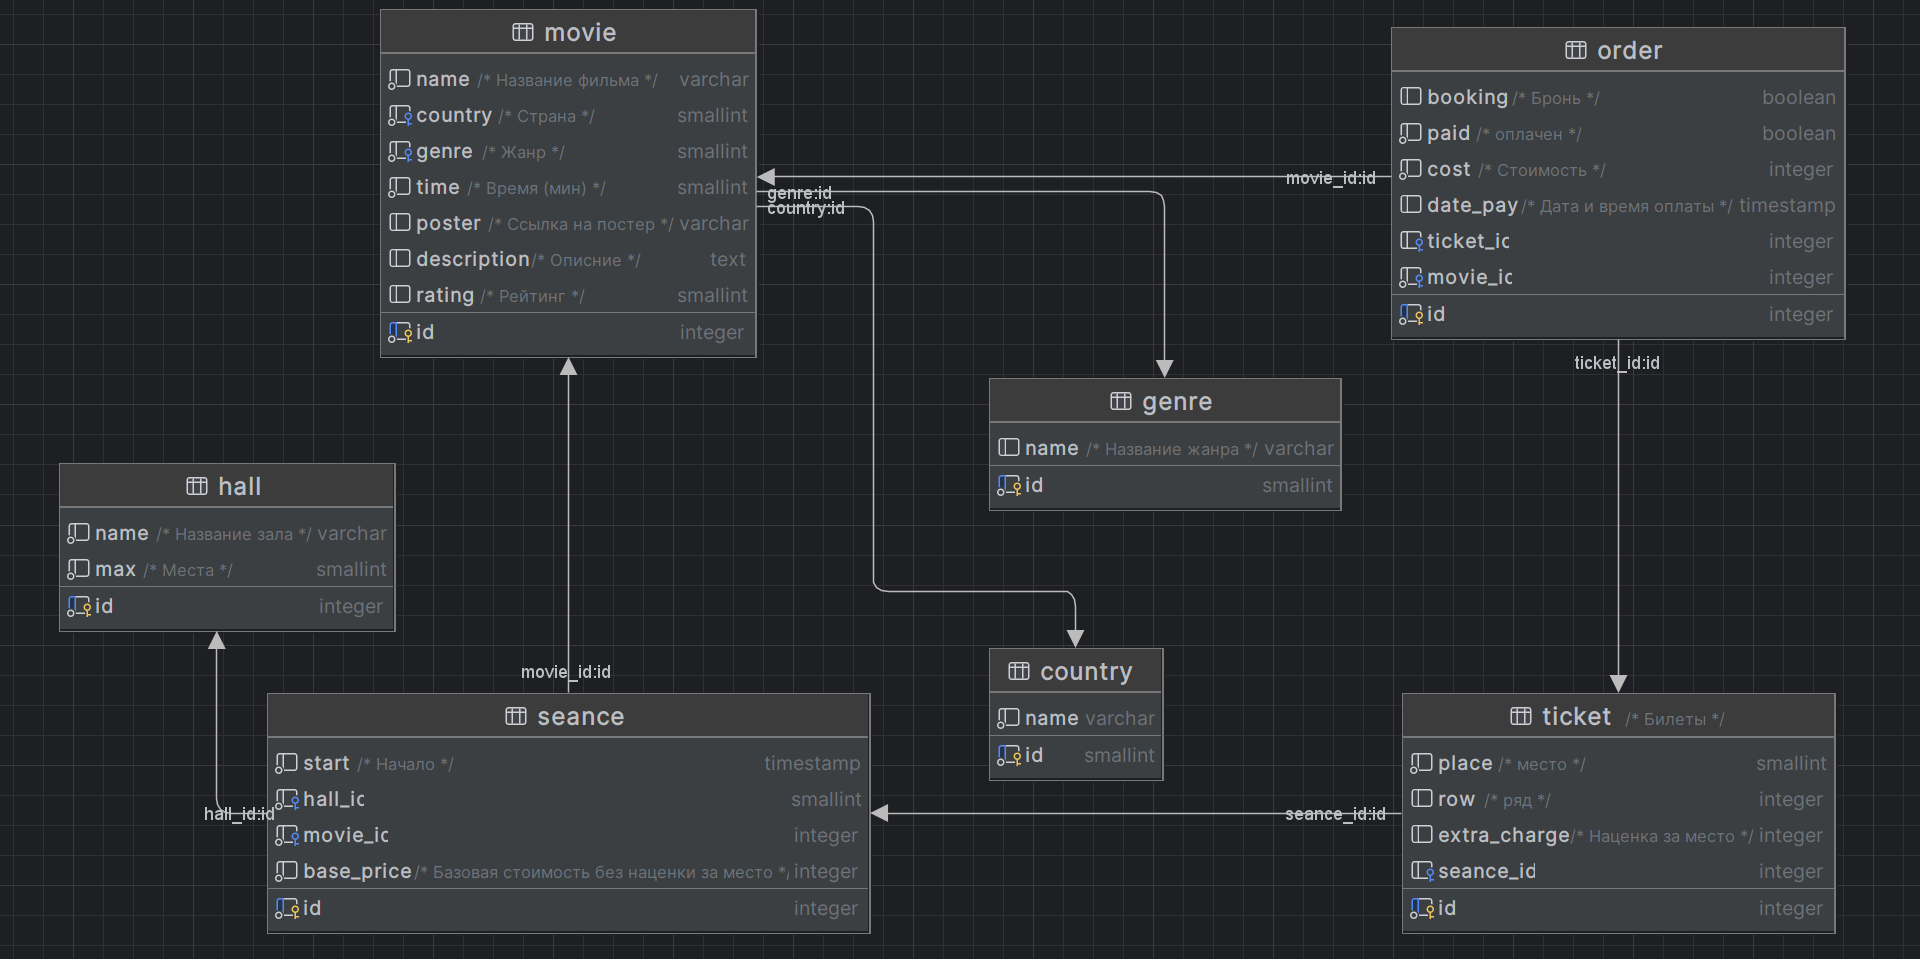 movie
name /* Название фильма */ varchar
country /* Страна */ smallint
genre /* Жанр */ smallint
time /* Время (мин) */ smallint
poster /* Ссылка на постер */ varchar
description /*Описние */ text
rating /* Рейтинг */ smallint
id integer
order
booking /* Бронь */ boolean
paid /* оплачен */ boolean
cost /* Стоимость */ integer
date_pay /* Дата и время оплаты */ timestamp
ticket_id integer
movie_id integer
id integer
movie_id:id
genre:id
country:id
ticket_id:id
genre
name /* Название жанра */ varchar
id smallint
hall
name /* Название зала */ varchar
max /* Места */ smallint
id integer
movie_id:id
hall_id:id
seance
start /* Начало */ timestamp
hall_id smallint
movie_id integer
base_price /* Базовая стоимость без наценки за место */ integer
id integer
country
name varchar
id smallint
seance_id:id
ticket /* Билеты */
place /* место */ smallint
row /* ряд */ integer
extra_charge /* Наценка за место */ integer
seance_id integer
id integer